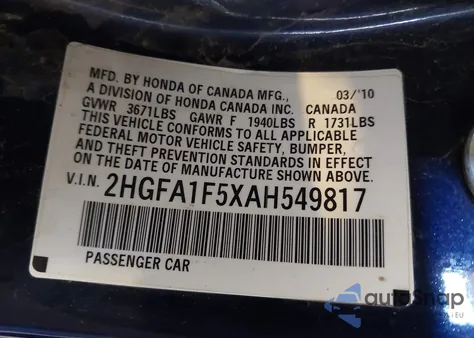 MFD. BY HONDA OF CANADA MFG., 03/'10
A DIVISION OF HONDA CANADA INC. CANADA
GVWR 3671LBS GAWR F 1940LBS R 1731LBS
THIS VEHICLE CONFORMS TO ALL APPLICABLE
FEDERAL MOTOR VEHICLE SAFETY, BUMPER,
AND THEFT PREVENTION STANDARDS IN EFFECT
ON THE DATE OF MANUFACTURE SHOWN ABOVE.
V.I.N. 2HGFA1F5XAH549817
PASSENGER CAR
autoSnap